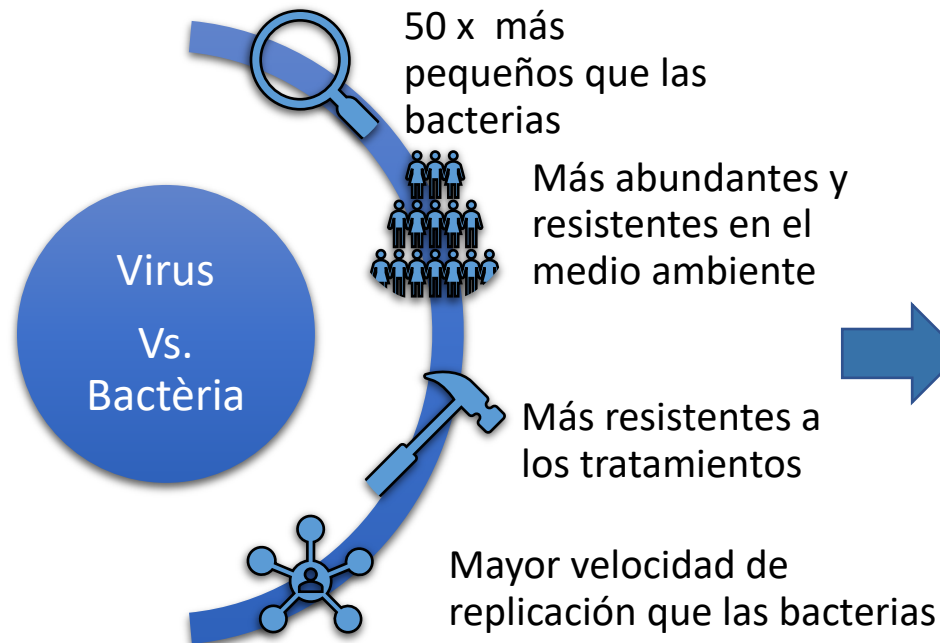 50 x más
pequeños que las
bacterias
Más abundantes y
resistentes en el
medio ambiente
Virus
Vs.
Bactèria
Más resistentes a
los tratamientos
Mayor velocidad de
replicación que las bacterias